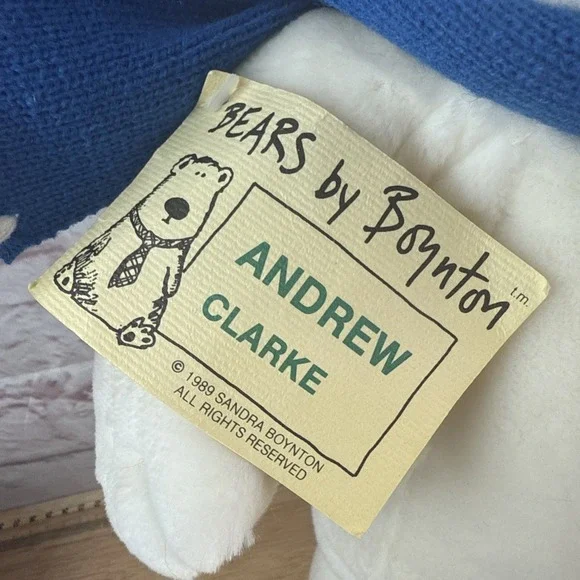 BEARS by Boynton
t.m.
ANDREW
CLARKE
© 1989 SANDRA BOYNTON
ALL RIGHTS RESERVED